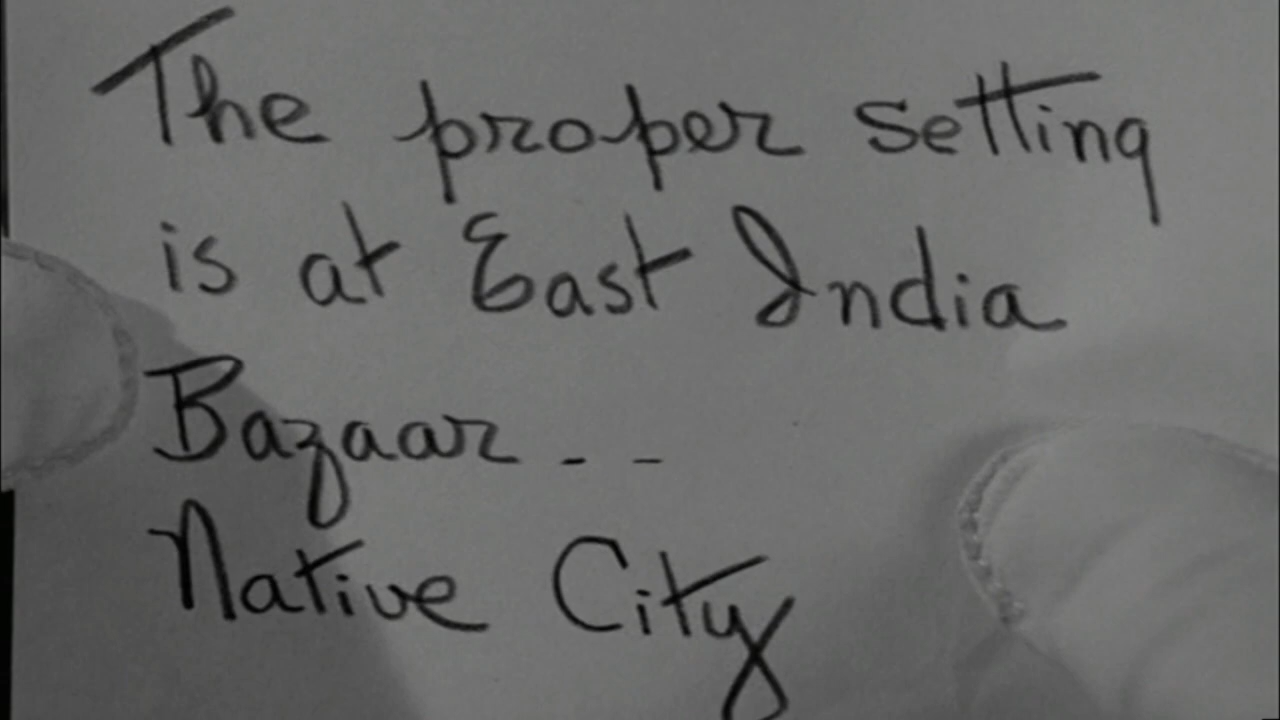 The proper setting
is at East India
Bazaar - -
Native City